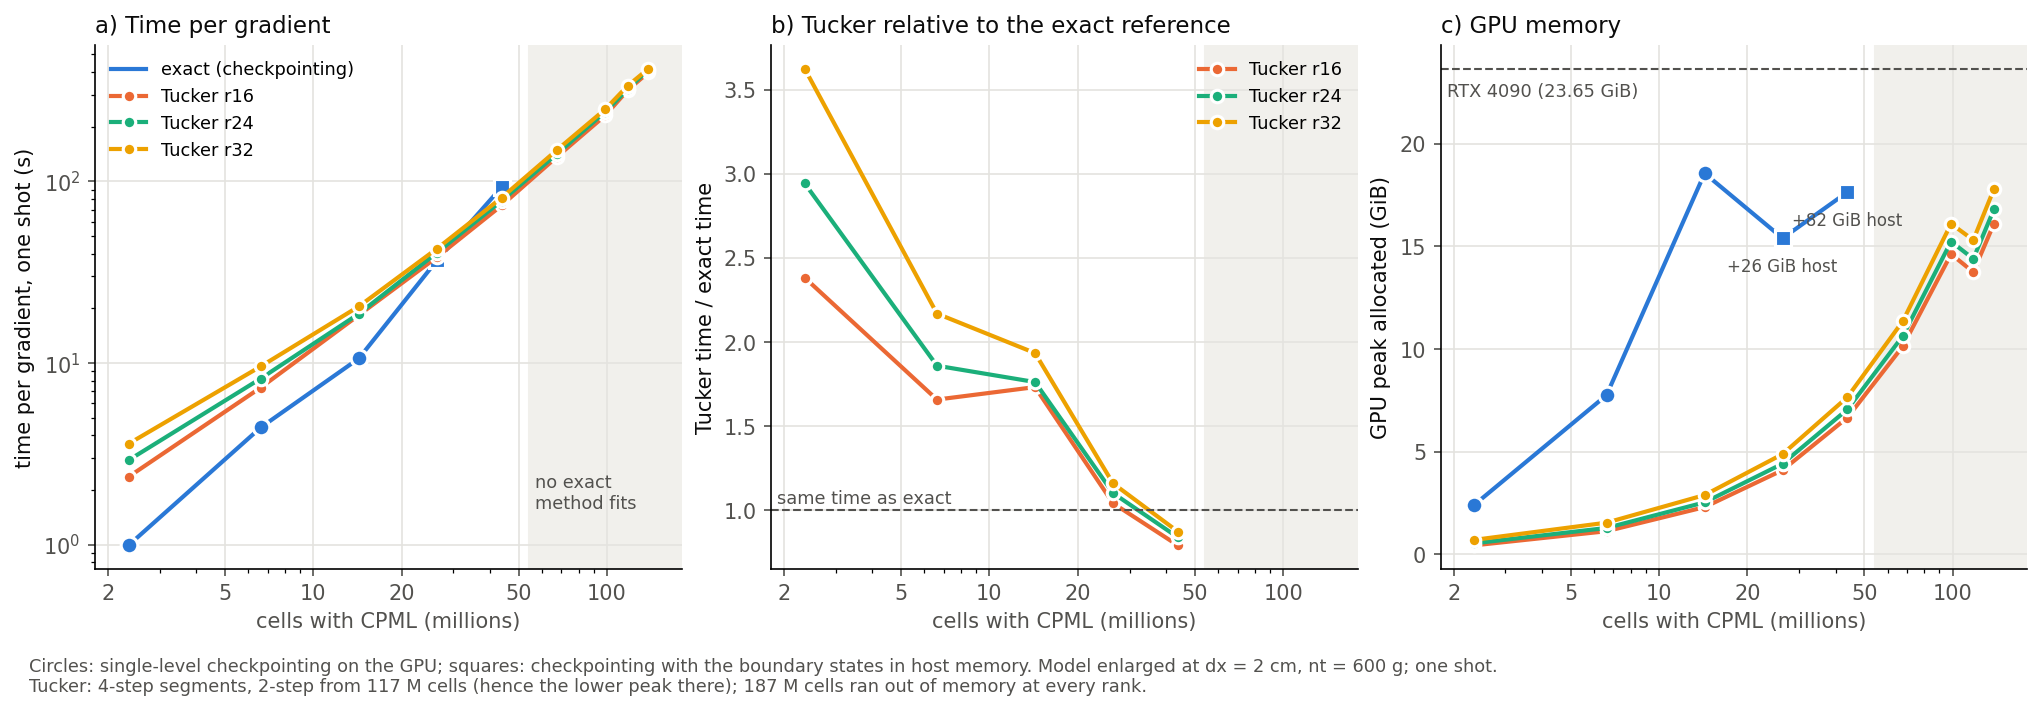 a) Time per gradient
exact (checkpointing)
Tucker r16
Tucker r24
Tucker r32
no exact
method fits
time per gradient, one shot (s)
10²
10¹
10⁰
2 5 10 20 50 100
cells with CPML (millions)
b) Tucker relative to the exact reference
Tucker r16
Tucker r24
Tucker r32
same time as exact
Tucker time / exact time
3.5
3.0
2.5
2.0
1.5
1.0
2 5 10 20 50 100
cells with CPML (millions)
c) GPU memory
RTX 4090 (23.65 GiB)
+82 GiB host
+26 GiB host
GPU peak allocated (GiB)
20
15
10
5
0
2 5 10 20 50 100
cells with CPML (millions)
Circles: single-level checkpointing on the GPU; squares: checkpointing with the boundary states in host memory. Model enlarged at dx = 2 cm, nt = 600 g; one shot.
Tucker: 4-step segments, 2-step from 117 M cells (hence the lower peak there); 187 M cells ran out of memory at every rank.